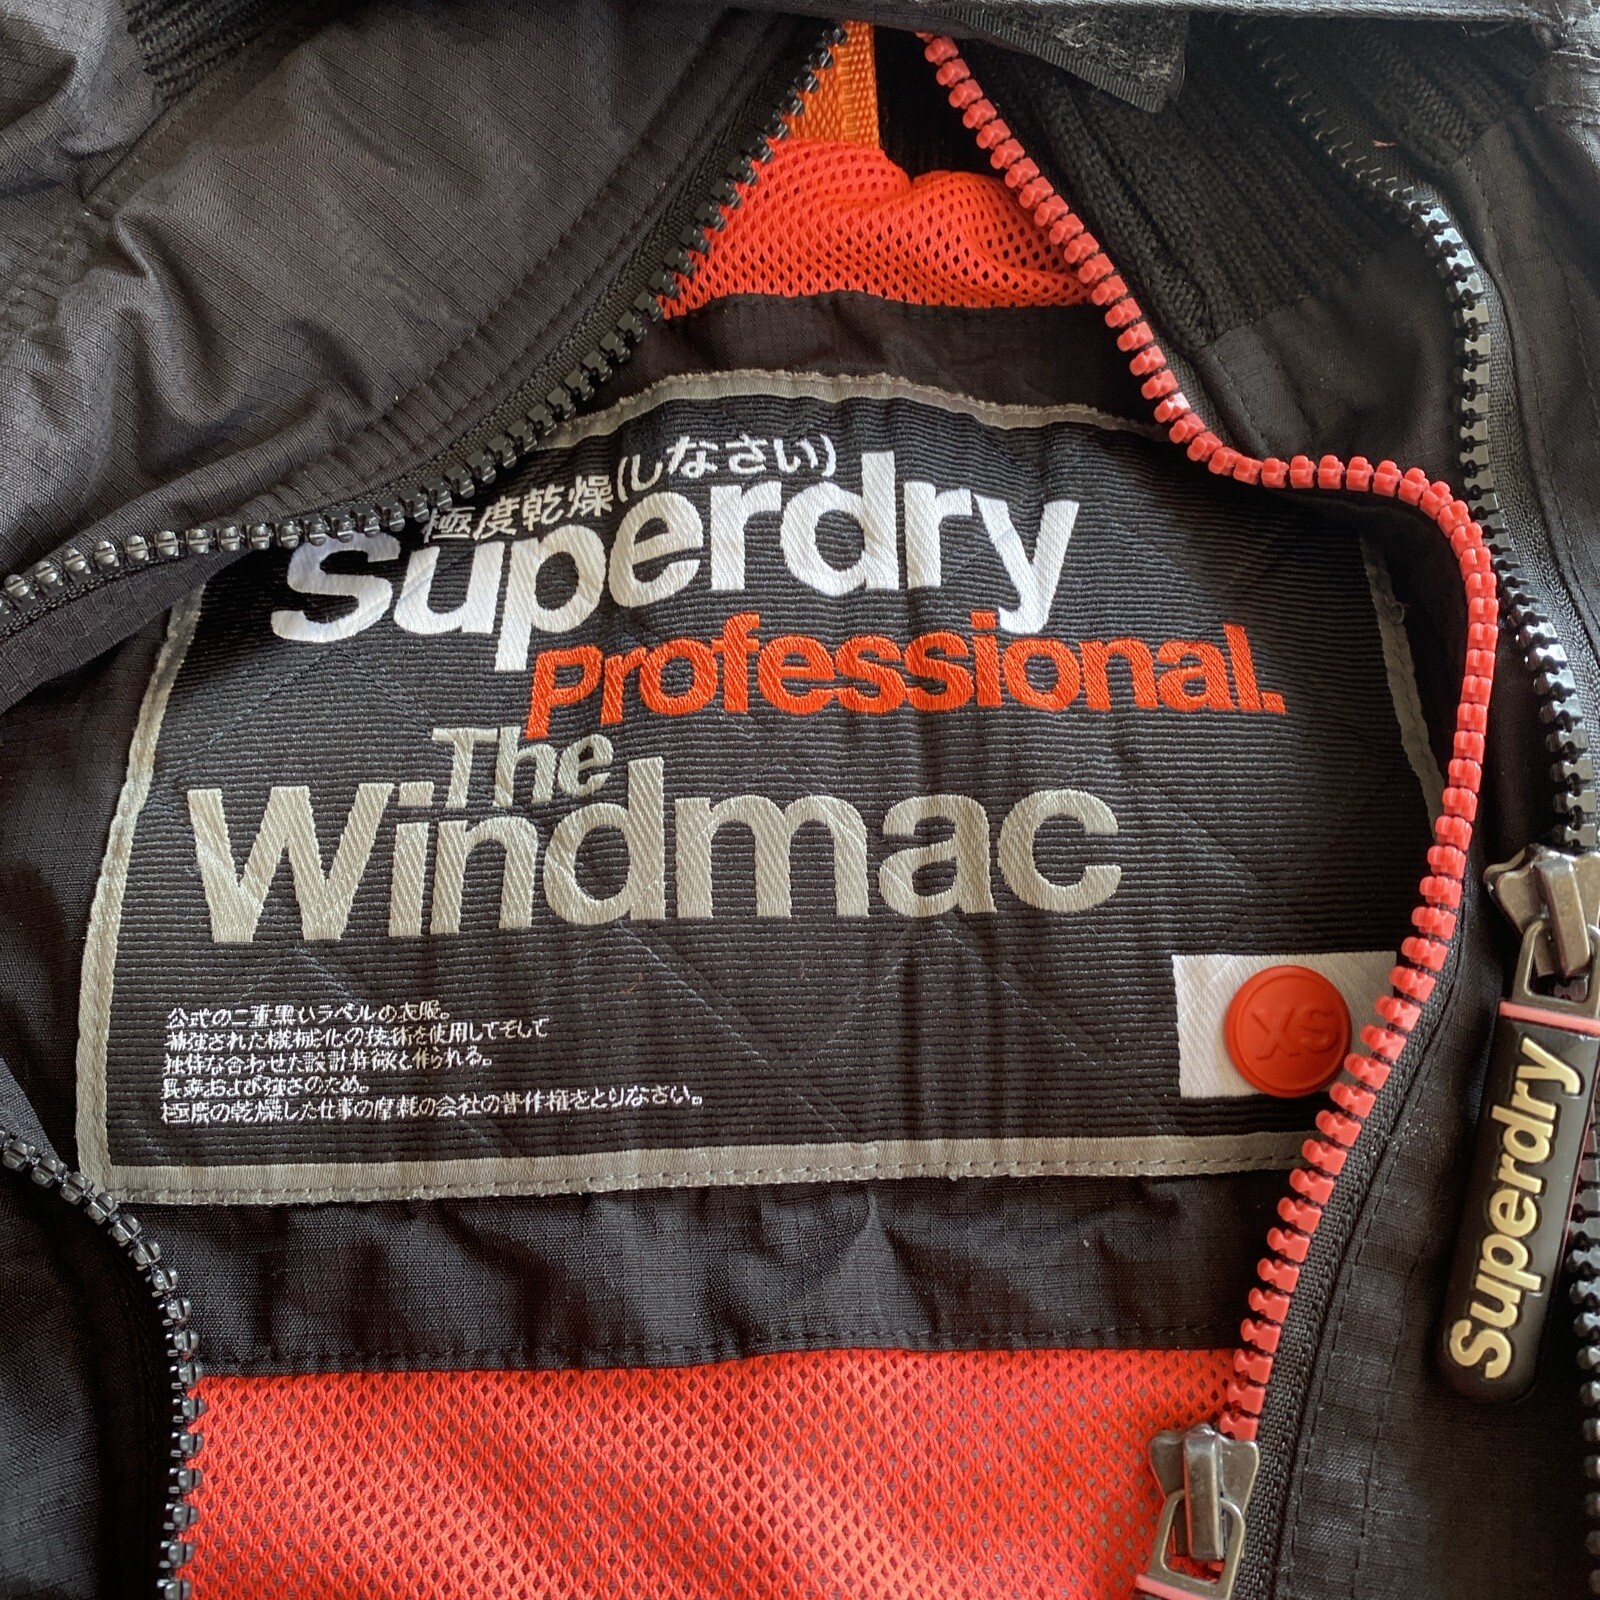 極度乾燥(しなさい)
Superdry
Professional.
The
Windmac
公式の二重黒いラベルの衣服。
補強された機械化の技術を使用してそして
独特な合わせた設計特徴と作られる。
長寿および強さのため。
極度の乾燥した仕事の摩耗の会社の著作権をとりなさい。
XS
Superdry